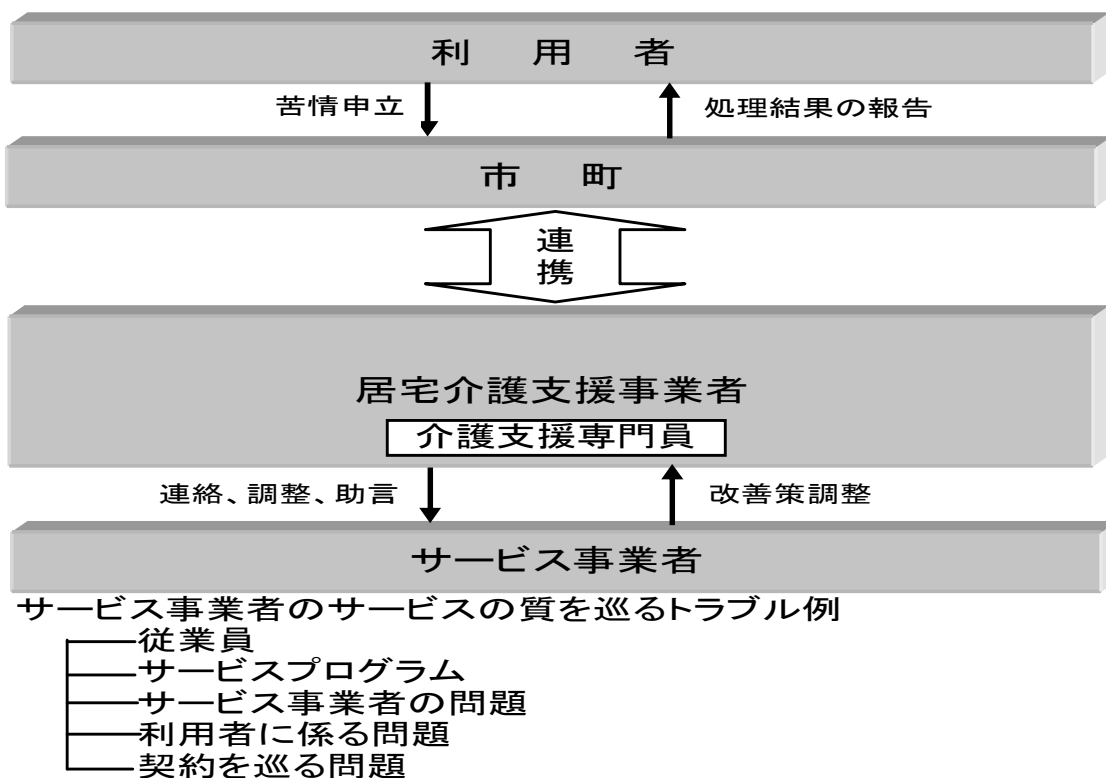 利 用 者
苦情申立
処理結果の報告
市 町
連
携
居宅介護支援事業者
介護支援専門員
連絡、調整、助言
改善策調整
サービス事業者
サービス事業者のサービスの質を巡るトラブル例
従業員
サービスプログラム
サービス事業者の問題
利用者に係る問題
契約を巡る問題